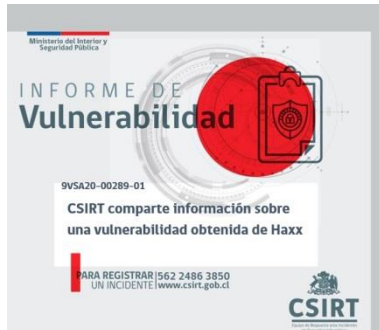 Ministerio del Interior y
Seguridad Pública
INFORME DE
Vulnerabilidad
9VSA20-00289-01
CSIRT comparte información sobre
una vulnerabilidad obtenida de Haxx
PARA REGISTRAR | 562 2486 3850
UN INCIDENTE | www.csirt.gob.cl
CSIRT